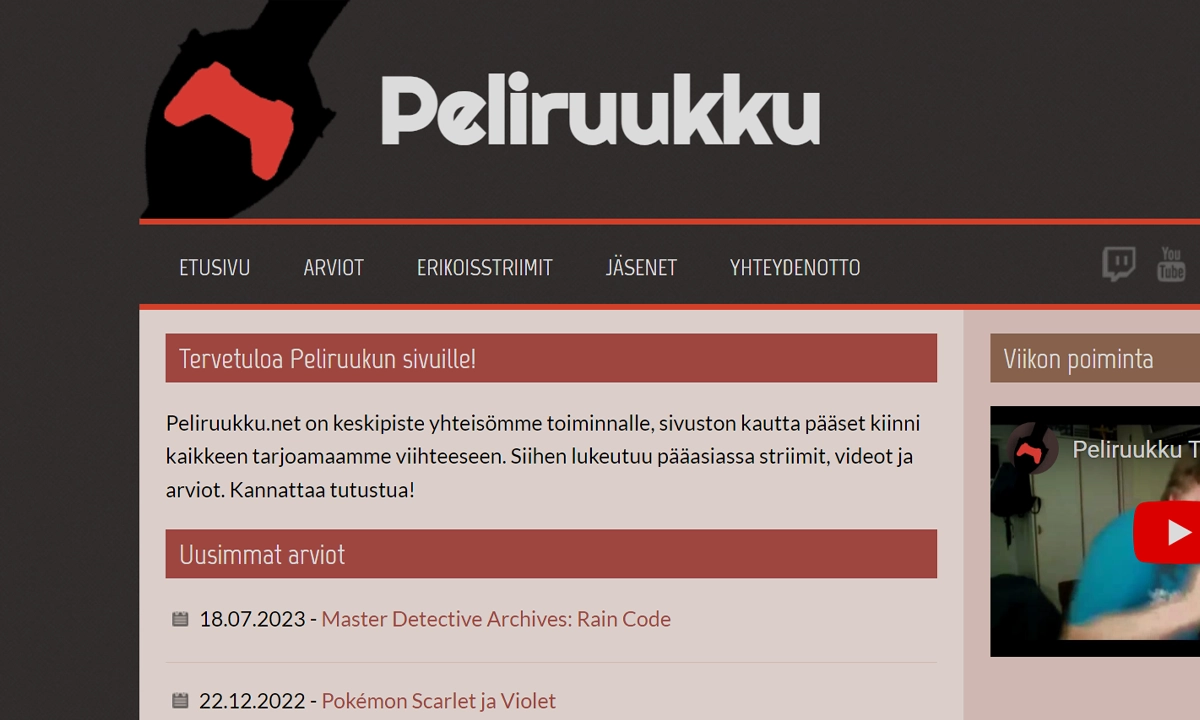 Peliruukku
ETUSIVU ARVIOT ERIKOISSTRIIMIT JÄSENET YHTEYDENOTTO
You
Tube
Tervetuloa Peliruukun sivuille!
Peliruukku.net on keskipiste yhteisömme toiminnalle, sivuston kautta pääset kiinni
kaikkeen tarjoamaamme viihteeseen. Siihen lukeutuu pääasiassa striimit, videot ja
arviot. Kannattaa tutustua!
Uusimmat arviot
18.07.2023 - Master Detective Archives: Rain Code
22.12.2022 - Pokémon Scarlet ja Violet
Viikon poiminta
Peliruukku T